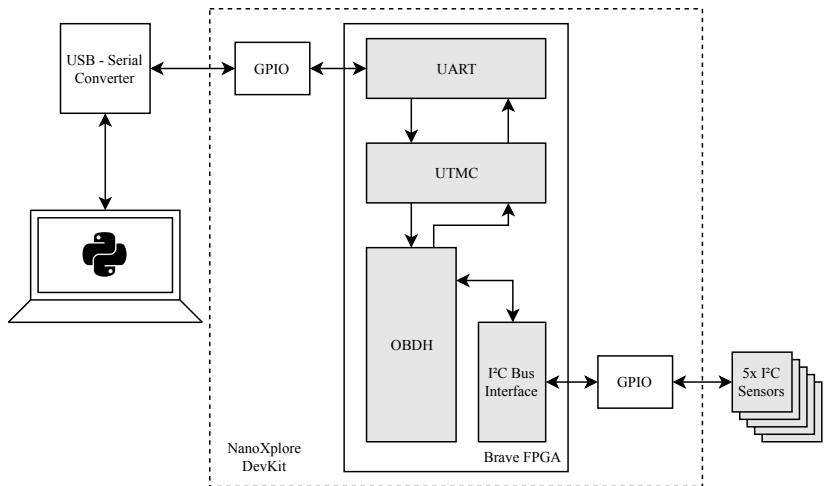 USB - Serial
Converter
GPIO
UART
UTMC
OBDH
I²C Bus
Interface
GPIO
5x I²C
Sensors
NanoXplore
DevKit
Brave FPGA